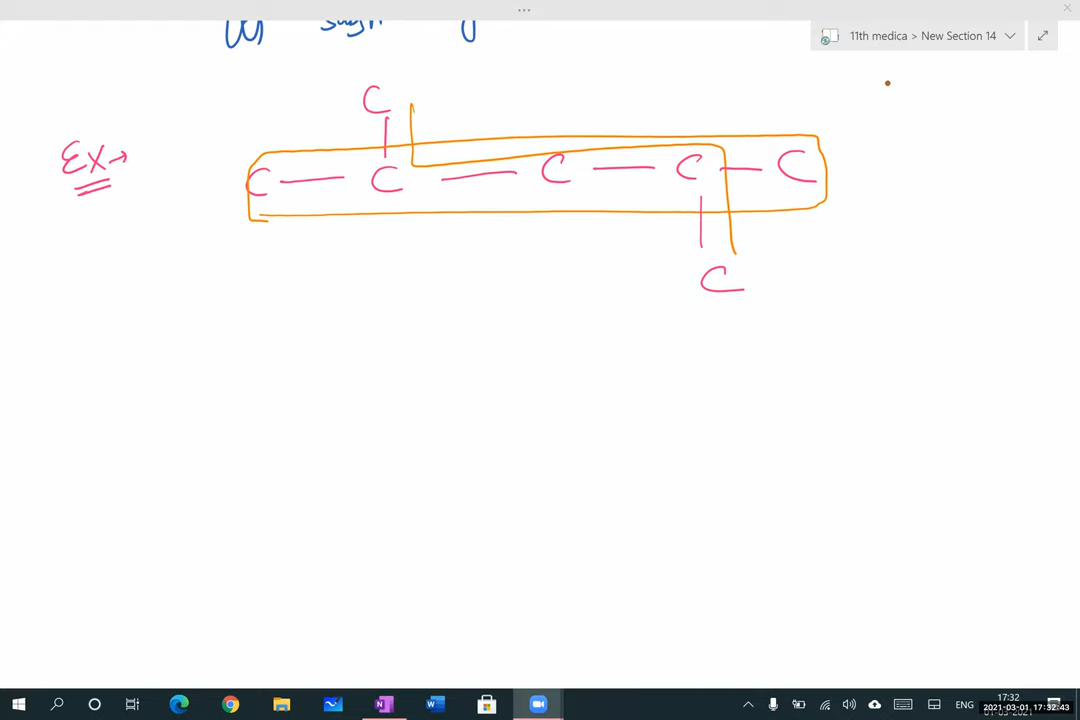 11th medica > New Section 14
C
Ex→
C — C — C — C — C
C
ENG
17:32
2021-03-01 17:32:43